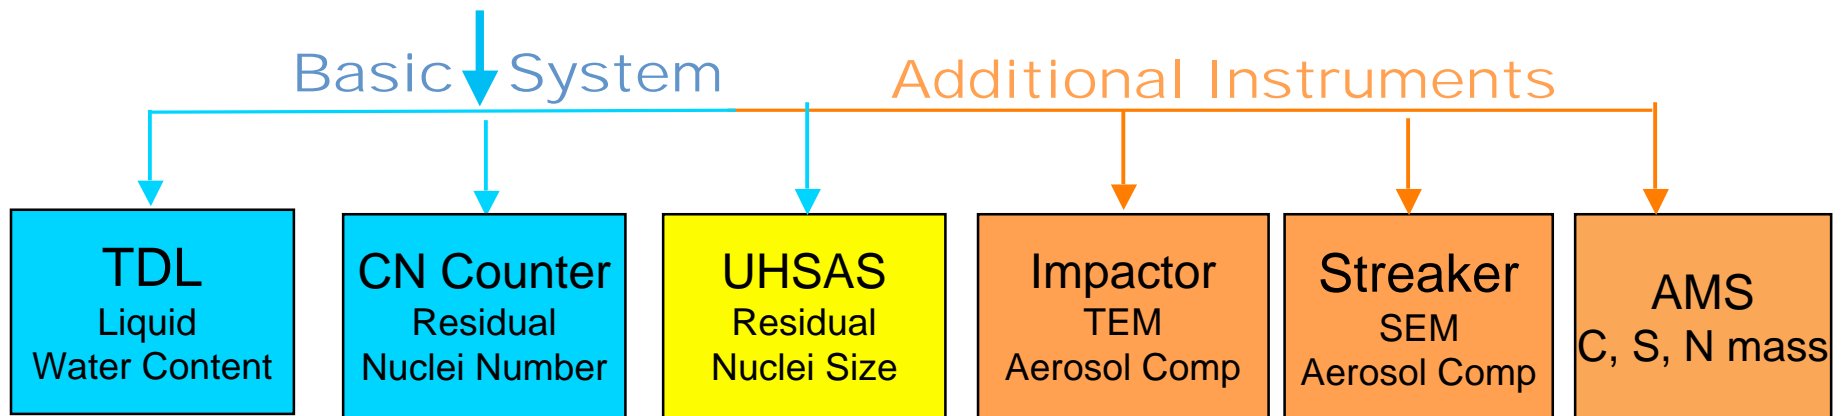 Basic System
Additional Instruments
TDL
Liquid
Water Content
CN Counter
Residual
Nuclei Number
UHSAS
Residual
Nuclei Size
Impactor
TEM
Aerosol Comp
Streaker
SEM
Aerosol Comp
AMS
C, S, N mass